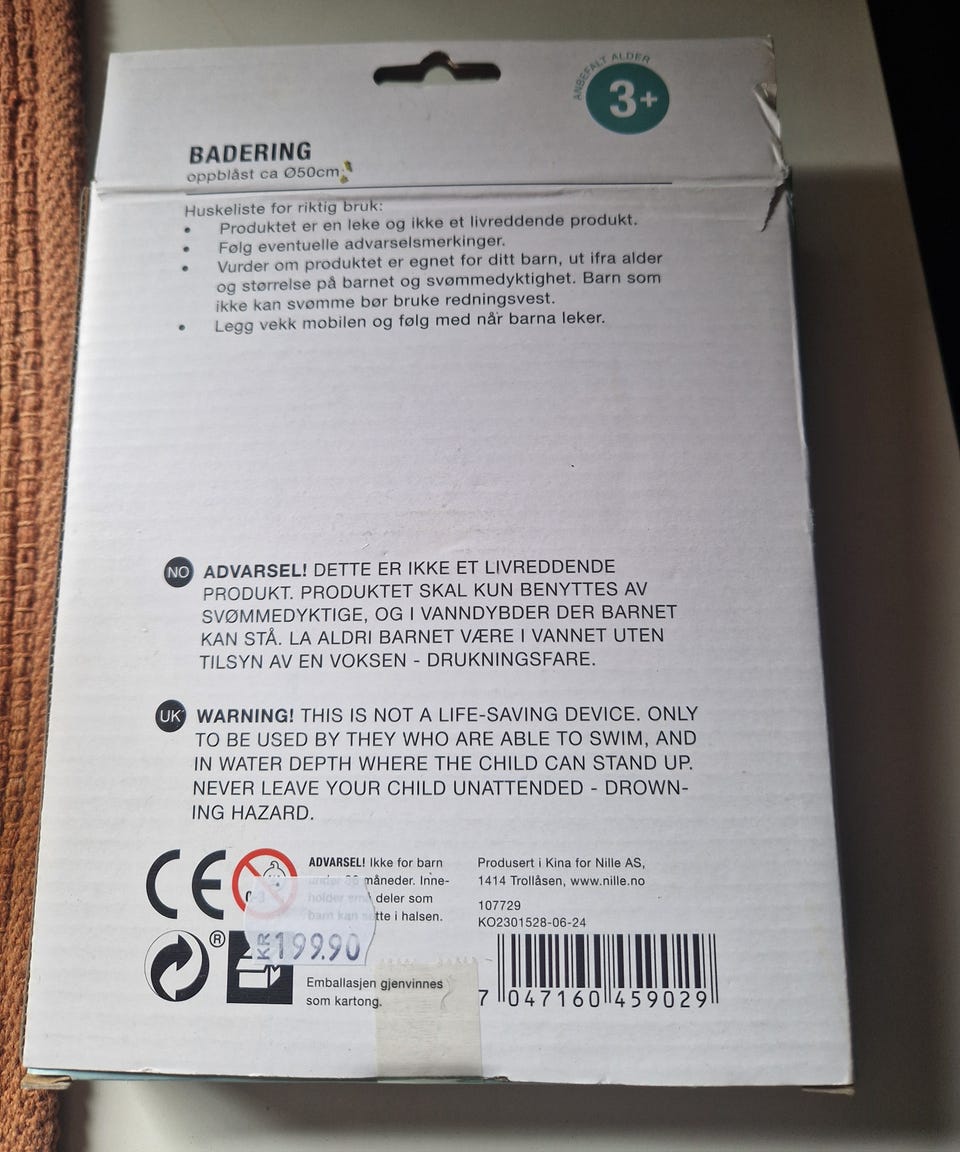 ANBEFALT ALDER
3+
BADERING
oppblåst ca Ø50cm
Huskeliste for riktig bruk:
• Produktet er en leke og ikke et livreddende produkt.
• Følg eventuelle advarselsmerkinger.
• Vurder om produktet er egnet for ditt barn, ut ifra alder
og størrelse på barnet og svømmedyktighet. Barn som
ikke kan svømme bør bruke redningsvest.
• Legg vekk mobilen og følg med når barna leker.
NO ADVARSEL! DETTE ER IKKE ET LIVREDDENDE
PRODUKT. PRODUKTET SKAL KUN BENYTTES AV
SVØMMEDYKTIGE, OG I VANNDYBDER DER BARNET
KAN STÅ. LA ALDRI BARNET VÆRE I VANNET UTEN
TILSYN AV EN VOKSEN - DRUKNINGSFARE.
UK WARNING! THIS IS NOT A LIFE-SAVING DEVICE. ONLY
TO BE USED BY THEY WHO ARE ABLE TO SWIM, AND
IN WATER DEPTH WHERE THE CHILD CAN STAND UP.
NEVER LEAVE YOUR CHILD UNATTENDED - DROWN-
ING HAZARD.
CE
0-3
ADVARSEL! Ikke for barn
under 36 måneder. Inne-
holder små deler som
barn kan sette i halsen.
Produsert i Kina for Nille AS,
1414 Trollåsen, www.nille.no
107729
KO2301528-06-24
®
KR 199.90
Emballasjen gjenvinnes
som kartong.
7 047160 459029